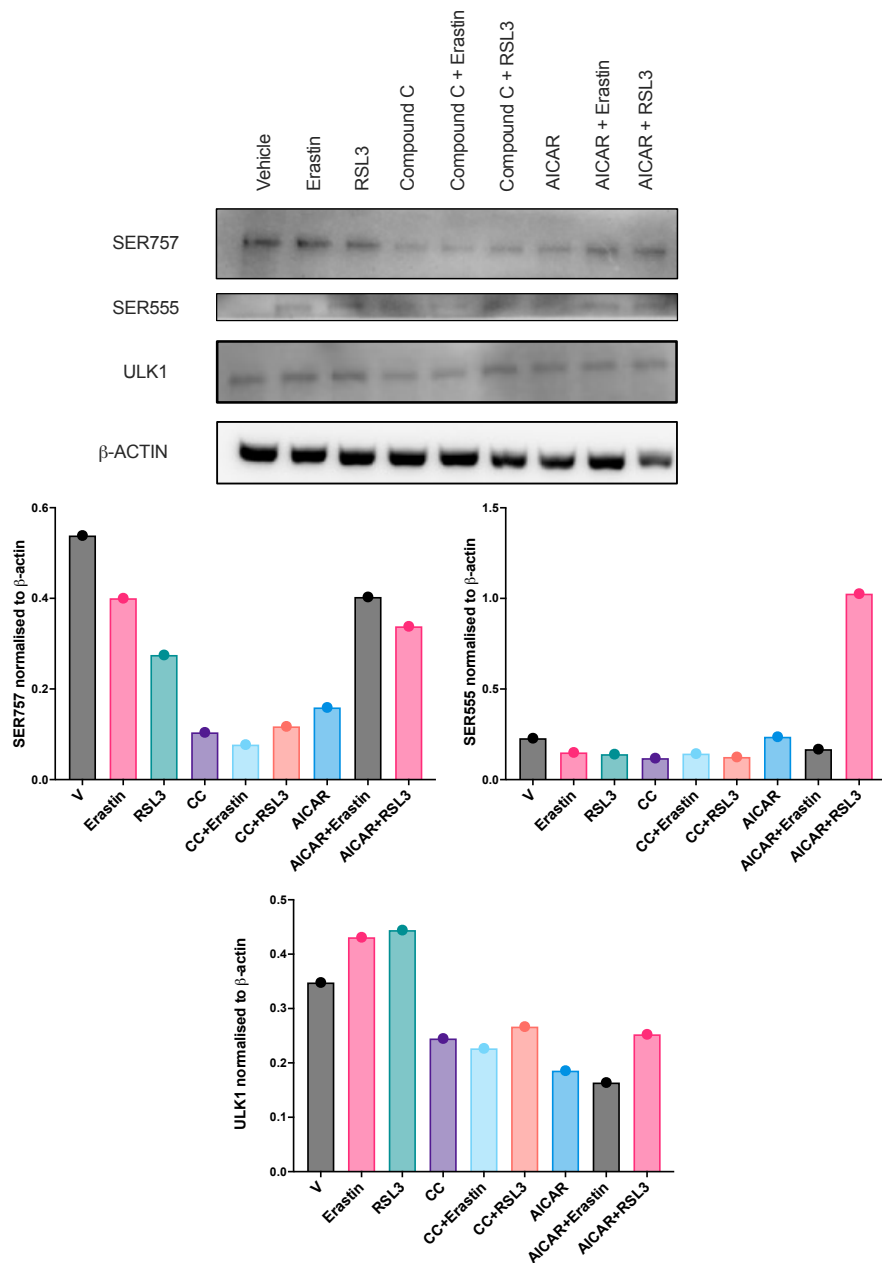 Vehicle
Erastin
RSL3
Compound C
Compound C + Erastin
Compound C + RSL3
AICAR
AICAR + Erastin
AICAR + RSL3
SER757
SER555
ULK1
β-ACTIN
SER757 normalised to β-actin
0.6
0.4
0.2
0.0
V
Erastin
RSL3
CC
CC+Erastin
CC+RSL3
AICAR
AICAR+Erastin
AICAR+RSL3
SER555 normalised to β-actin
1.5
1.0
0.5
0.0
V
Erastin
RSL3
CC
CC+Erastin
CC+RSL3
AICAR
AICAR+Erastin
AICAR+RSL3
ULK1 normalised to β-actin
0.5
0.4
0.3
0.2
0.1
0.0
V
Erastin
RSL3
CC
CC+Erastin
CC+RSL3
AICAR
AICAR+Erastin
AICAR+RSL3